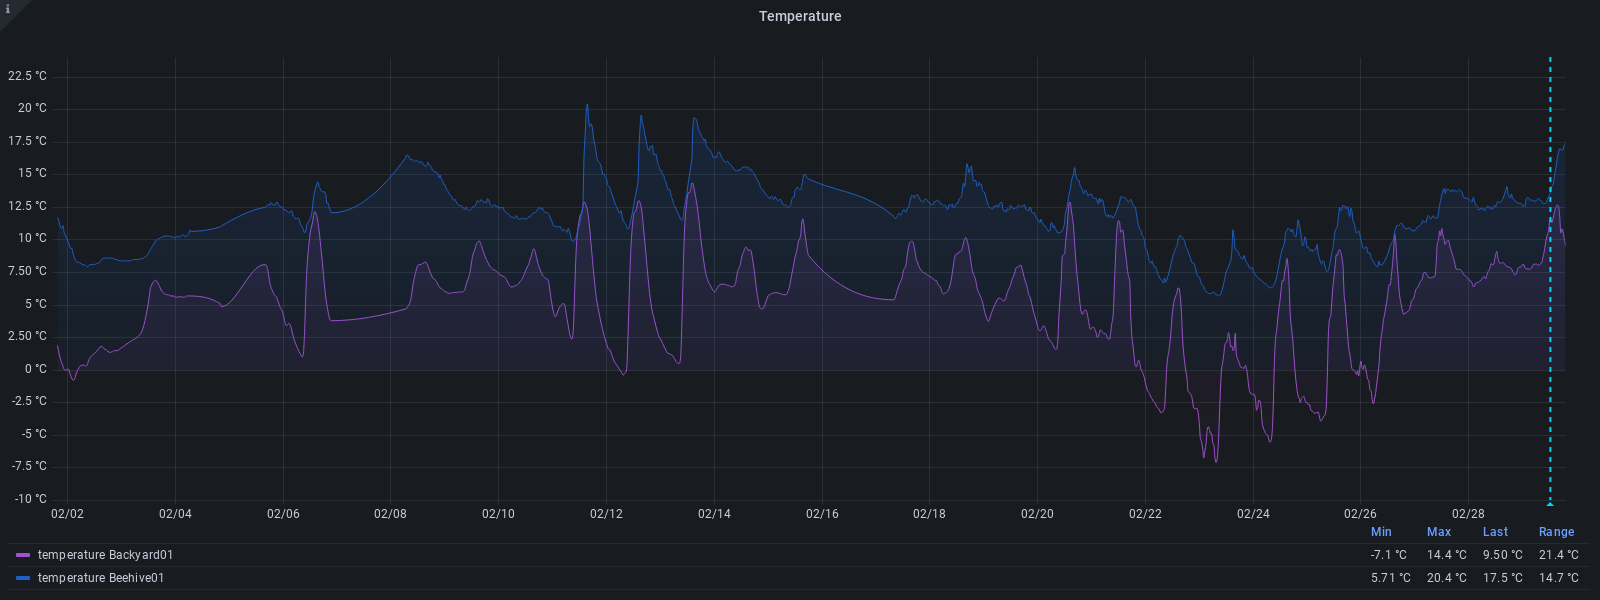 i
Temperature
22.5 °C
20 °C
17.5 °C
15 °C
12.5 °C
10 °C
7.50 °C
5 °C
2.50 °C
0 °C
-2.5 °C
-5 °C
-7.5 °C
-10 °C
02/02 02/04 02/06 02/08 02/10 02/12 02/14 02/16 02/18 02/20 02/22 02/24 02/26 02/28
Min Max Last Range
temperature Backyard01 -7.1 °C 14.4 °C 9.50 °C 21.4 °C
temperature Beehive01 5.71 °C 20.4 °C 17.5 °C 14.7 °C